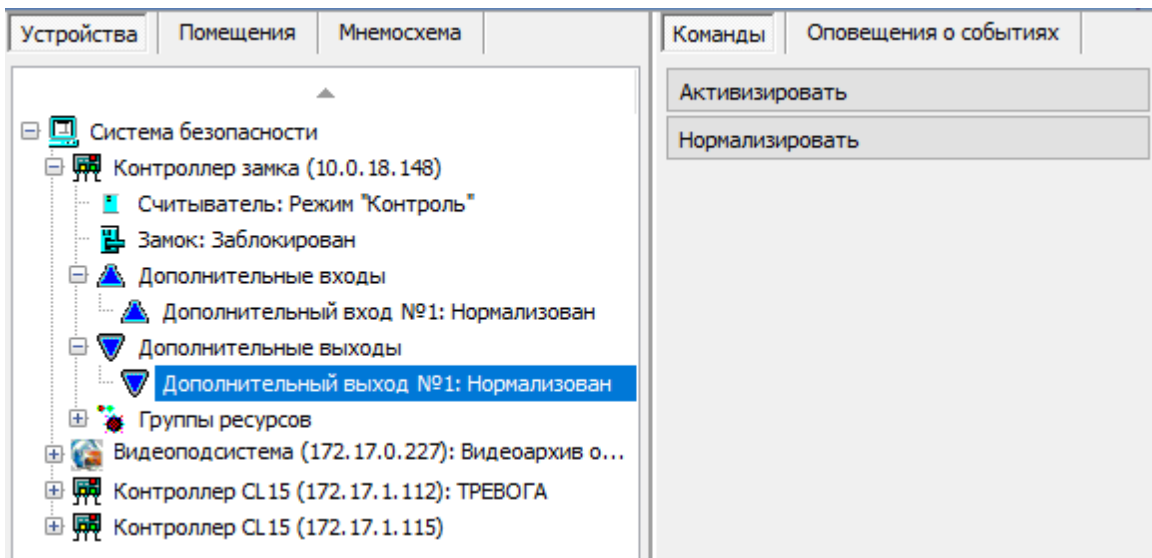 Устройства Помещения Мнемосхема
Система безопасности
Контроллер замка (10.0.18.148)
Считыватель: Режим "Контроль"
Замок: Заблокирован
Дополнительные входы
Дополнительный вход №1: Нормализован
Дополнительные выходы
Дополнительный выход №1: Нормализован
Группы ресурсов
Видеоподсистема (172.17.0.227): Видеоархив о...
Контроллер CL15 (172.17.1.112): ТРЕВОГА
Контроллер CL15 (172.17.1.115)
Команды Оповещения о событиях
Активизировать
Нормализировать